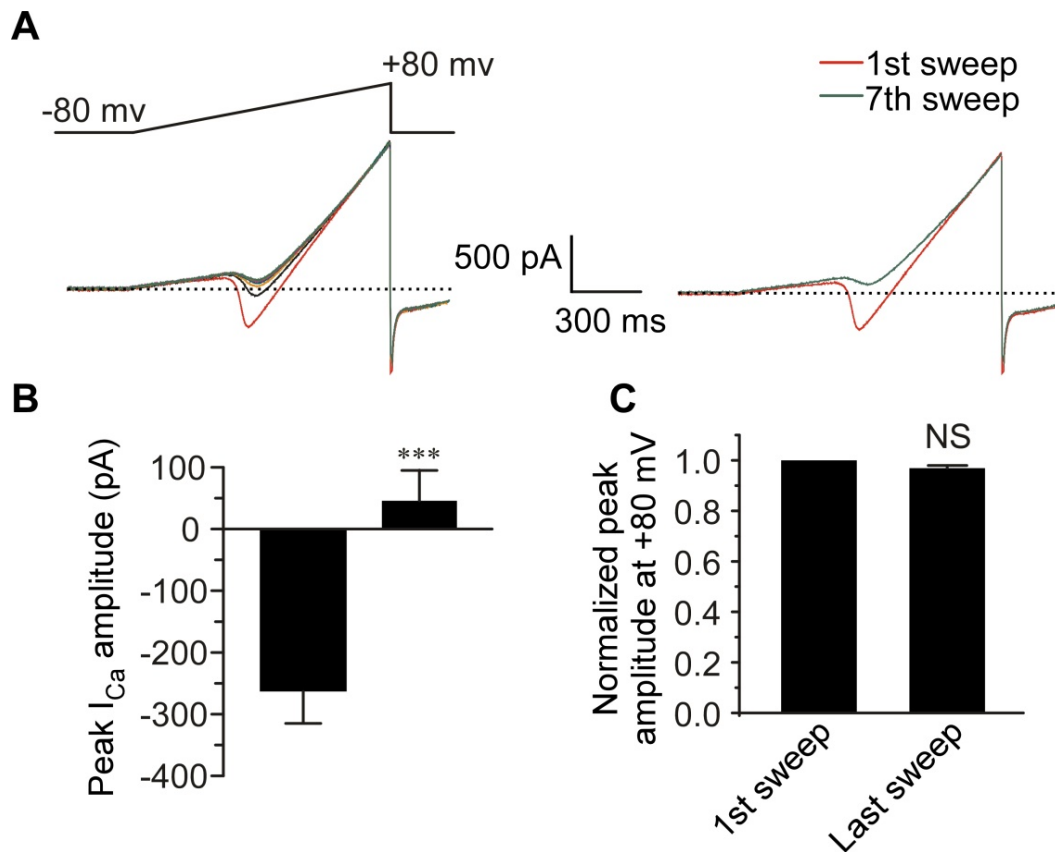 A
-80 mv
+80 mv
1st sweep
7th sweep
500 pA
300 ms
B
Peak I_Ca amplitude (pA)
100
0
-100
-200
-300
-400
***
C
Normalized peak
amplitude at +80 mV
1.0
0.8
0.6
0.4
0.2
0.0
NS
1st sweep
Last sweep